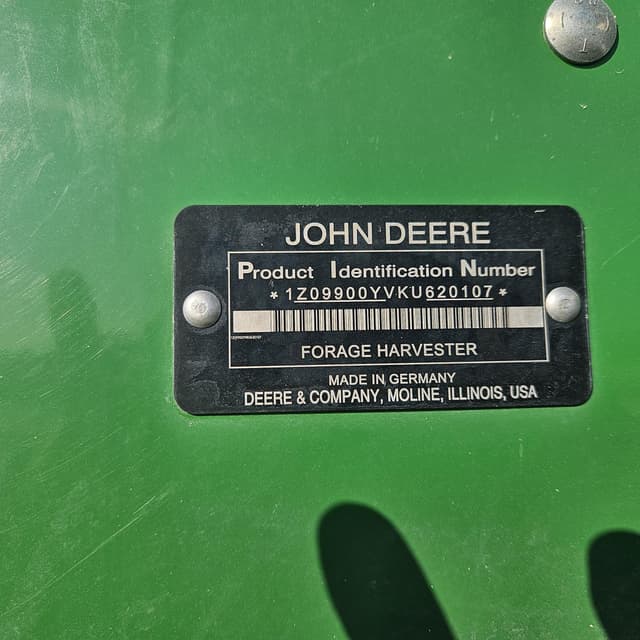 JOHN DEERE
Product Identification Number
*1Z09900YVKU620107*
FORAGE HARVESTER
MADE IN GERMANY
DEERE & COMPANY, MOLINE, ILLINOIS, USA